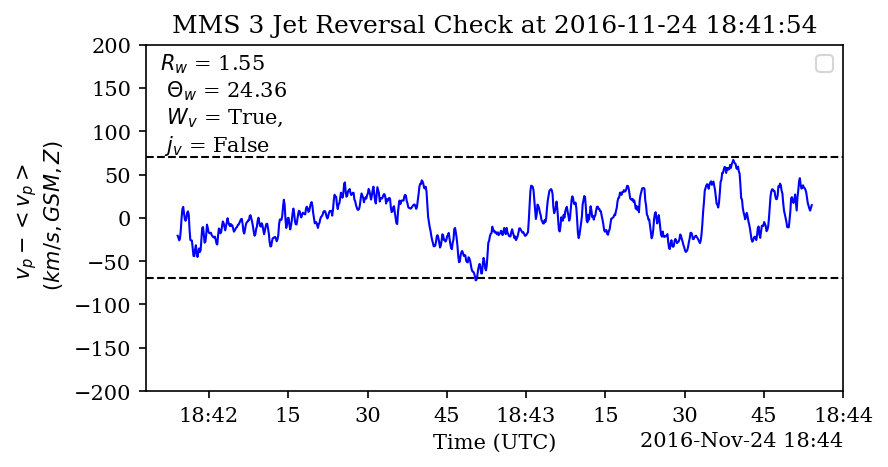 MMS 3 Jet Reversal Check at 2016-11-24 18:41:54
R_w = 1.55
Θ_w = 24.36
W_v = True,
j_v = False
v_p − < v_p >
(km/s, GSM, Z)
200
150
100
50
0
−50
−100
−150
−200
18:42 15 30 45 18:43 15 30 45 18:44
Time (UTC)
2016-Nov-24 18:44